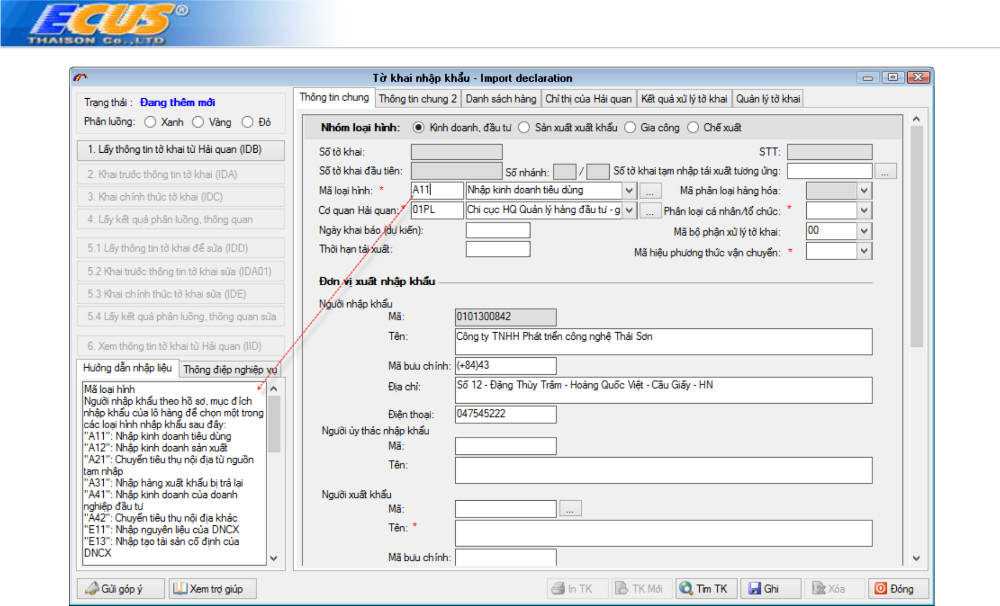 ECUS®
THAISON Co.,LTD
Tờ khai nhập khẩu - Import declaration
Trạng thái : Đang thêm mới
Phân luồng: Xanh Vàng Đỏ
1. Lấy thông tin tờ khai từ Hải quan (IDB)
2. Khai trước thông tin tờ khai (IDA)
3. Khai chính thức tờ khai (IDC)
4. Lấy kết quả phân luồng, thông quan
5.1 Lấy thông tin tờ khai để sửa (IDD)
5.2 Khai trước thông tin tờ khai sửa (IDA01)
5.3 Khai chính thức tờ khai sửa (IDE)
5.4 Lấy kết quả phân luồng, thông quan sửa
6. Xem thông tin tờ khai từ Hải quan (IID)
Hướng dẫn nhập liệu Thông điệp nghiệp vụ
Mã loại hình
Người nhập khẩu theo hồ sơ, mục đích
nhập khẩu của lô hàng để chọn một trong
các loại hình nhập khẩu sau đây:
"A11": Nhập kinh doanh tiêu dùng
"A12": Nhập kinh doanh sản xuất
"A21": Chuyển tiêu thụ nội địa từ nguồn
tạm nhập
"A31": Nhập hàng xuất khẩu bị trả lại
"A41": Nhập kinh doanh của doanh
nghiệp đầu tư
"A42": Chuyển tiêu thụ nội địa khác
"E11": Nhập nguyên liệu của DNCX
"E13": Nhập tạo tài sản cố định của
DNCX
Thông tin chung Thông tin chung 2 Danh sách hàng Chỉ thị của Hải quan Kết quả xử lý tờ khai Quản lý tờ khai
Nhóm loại hình: Kinh doanh, đầu tư Sản xuất xuất khẩu Gia công Chế xuất
Số tờ khai: STT:
Số tờ khai đầu tiên: Số nhánh: / Số tờ khai tạm nhập tái xuất tương ứng: ...
Mã loại hình: * A11 Nhập kinh doanh tiêu dùng ... Mã phân loại hàng hóa:
Cơ quan Hải quan: * 01PL Chi cục HQ Quản lý hàng đầu tư - g ... Phân loại cá nhân/tổ chức: *
Ngày khai báo (dự kiến): Mã bộ phận xử lý tờ khai: 00
Thời hạn tái xuất: Mã hiệu phương thức vận chuyển: *
Đơn vị xuất nhập khẩu
Người nhập khẩu
Mã: 0101300842
Tên: Công ty TNHH Phát triển công nghệ Thái Sơn
Mã bưu chính: (+84)43
Địa chỉ: Số 12 - Đặng Thùy Trâm - Hoàng Quốc Việt - Cầu Giấy - HN
Điện thoại: 047545222
Người ủy thác nhập khẩu
Mã:
Tên:
Người xuất khẩu
Mã: ...
Tên: *
Mã bưu chính:
Gửi góp ý Xem trợ giúp In TK TK Mới Tìm TK Ghi Xóa Đóng